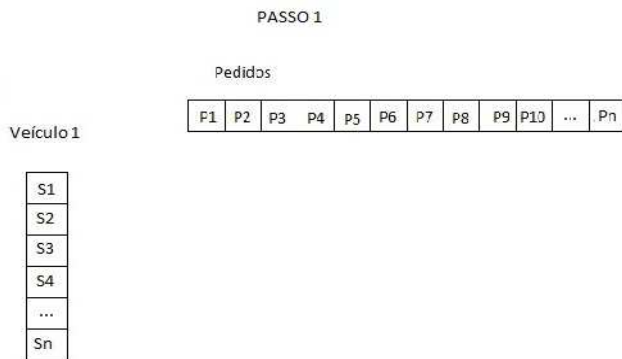 PASSO 1
Pedidos
P1 P2 P3 P4 P5 P6 P7 P8 P9 P10 ... Pn
Veículo 1
S1
S2
S3
S4
...
Sn